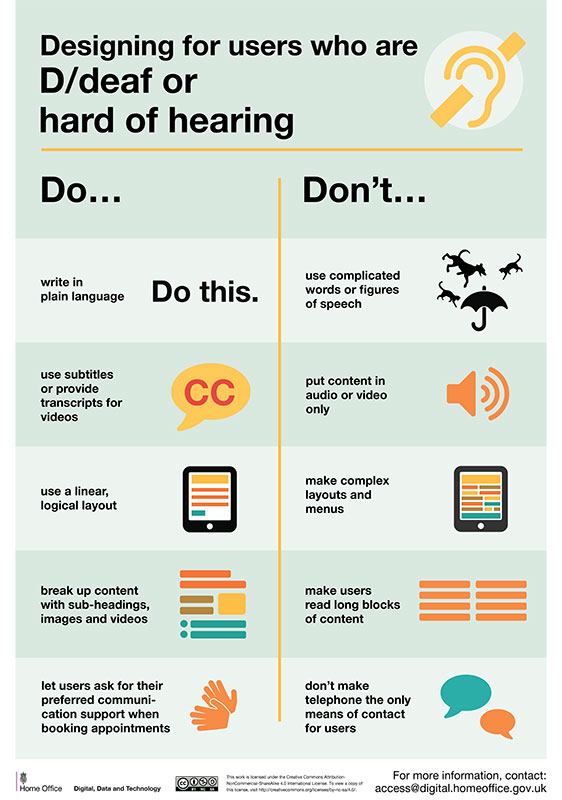 Designing for users who are
D/deaf or
hard of hearing
Do...
Don't...
write in
plain language
Do this.
use complicated
words or figures
of speech
use subtitles
or provide
transcripts for
videos
CC
put content in
audio or video
only
use a linear,
logical layout
make complex
layouts and
menus
break up content
with sub-headings,
images and videos
make users
read long blocks
of content
let users ask for their
preferred communi-
cation support when
booking appointments
don't make
telephone the only
means of contact
for users
Home Office
Digital, Data and Technology
CC
BY NC SA
This work is licensed under the Creative Commons Attribution-
NonCommercial-ShareAlike 4.0 International License. To view a copy of
this license, visit http://creativecommons.org/licenses/by-nc-sa/4.0/.
For more information, contact:
access@digital.homeoffice.gov.uk